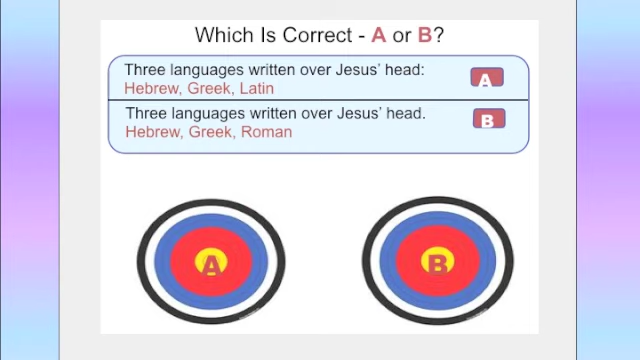 Which Is Correct - A or B?
Three languages written over Jesus' head:
A
Hebrew, Greek, Latin
Three languages written over Jesus' head.
B
Hebrew, Greek, Roman
A
B